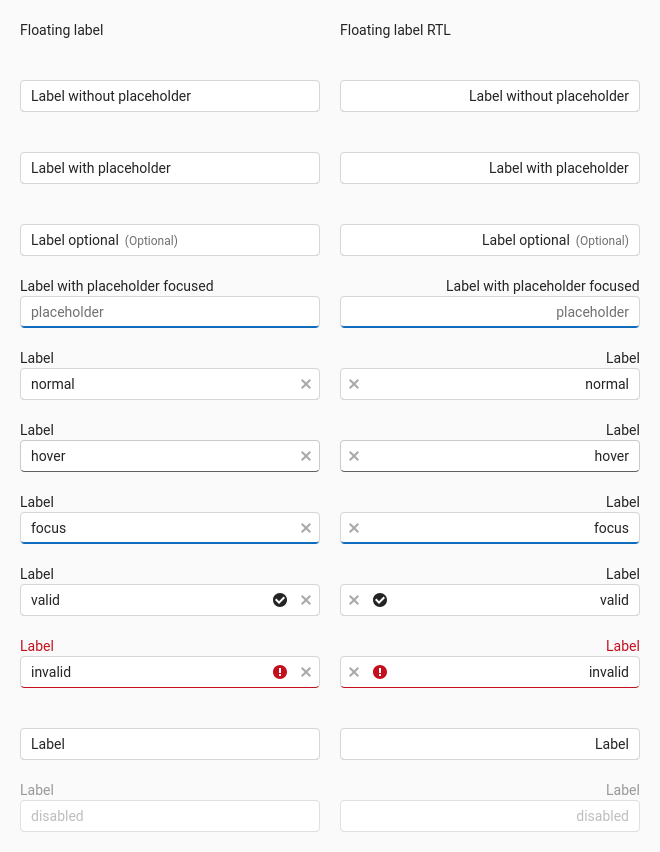 Floating label
Floating label RTL
Label without placeholder
Label without placeholder
Label with placeholder
Label with placeholder
Label optional (Optional)
Label optional (Optional)
Label with placeholder focused
Label with placeholder focused
placeholder
placeholder
Label
Label
normal
normal
Label
Label
hover
hover
Label
Label
focus
focus
Label
Label
valid
valid
Label
Label
invalid
invalid
Label
Label
Label
Label
disabled
disabled